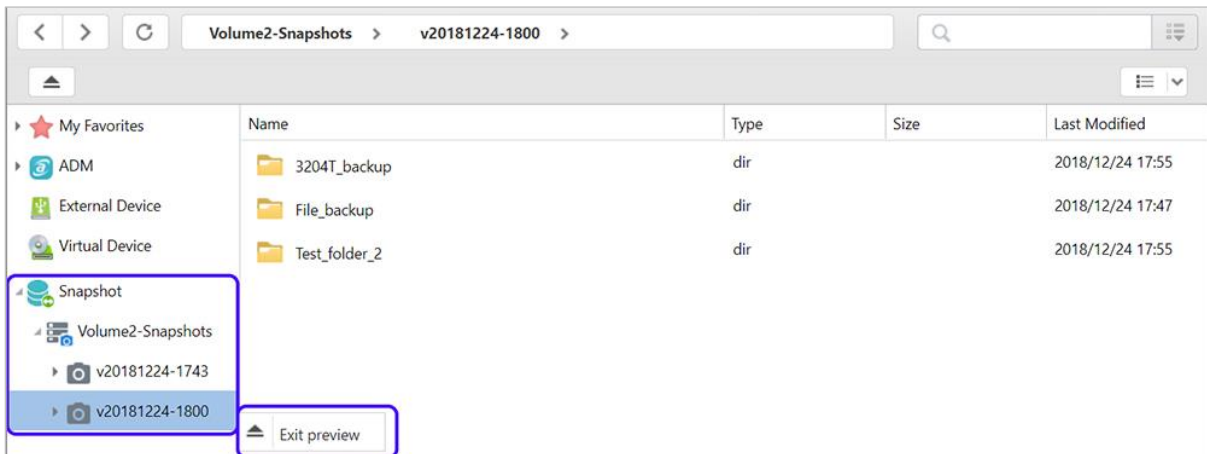 Volume2-Snapshots > v20181224-1800 >
My Favorites
ADM
External Device
Virtual Device
Snapshot
Volume2-Snapshots
v20181224-1743
v20181224-1800
Name Type Size Last Modified
3204T_backup dir 2018/12/24 17:55
File_backup dir 2018/12/24 17:47
Test_folder_2 dir 2018/12/24 17:55
Exit preview